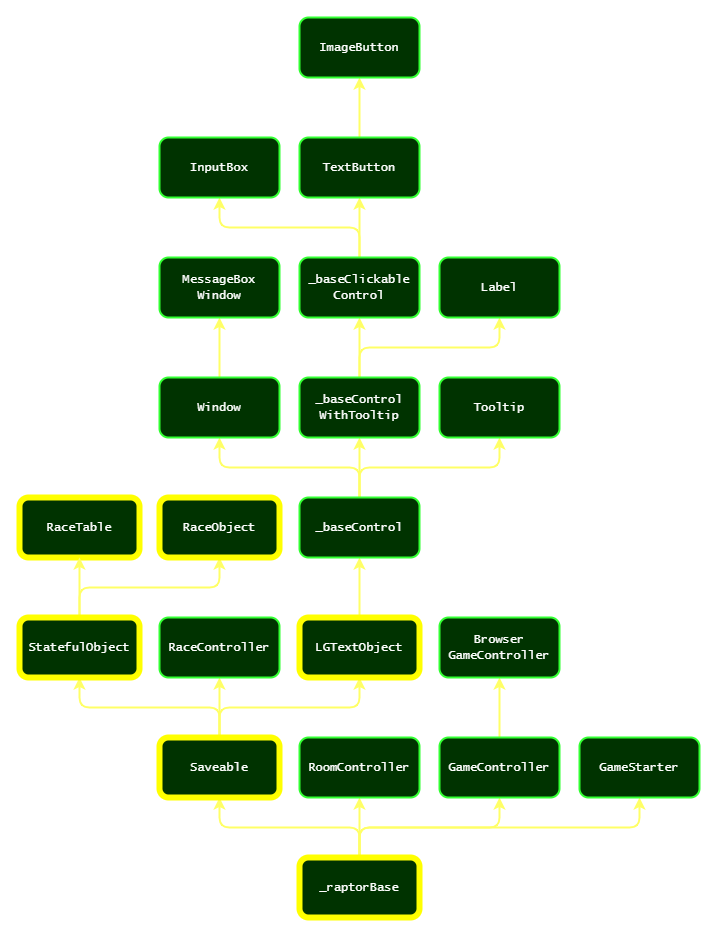 ImageButton
InputBox
TextButton
MessageBox
Window
_baseClickable
Control
Label
Window
_baseControl
WithTooltip
Tooltip
RaceTable
RaceObject
_baseControl
StatefulObject
RaceController
LGTextObject
Browser
GameController
Saveable
RoomController
GameController
GameStarter
_raptorBase